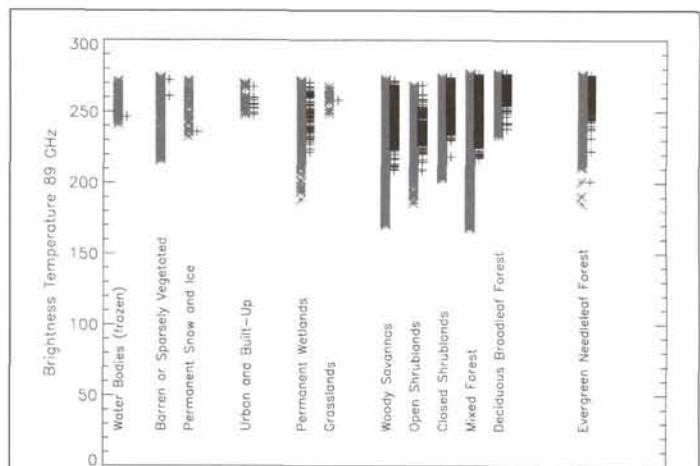 300
250
200
150
100
50
0
Brightness Temperature 89 GHz
Water Bodies (frozen)
Barren or Sparsely Vegetated
Permanent Snow and Ice
Urban and Built-Up
Permanent Wetlands
Grasslands
Woody Savannas
Open Shrublands
Closed Shrublands
Mixed Forest
Deciduous Broadleaf Forest
Evergreen Needleleaf Forest